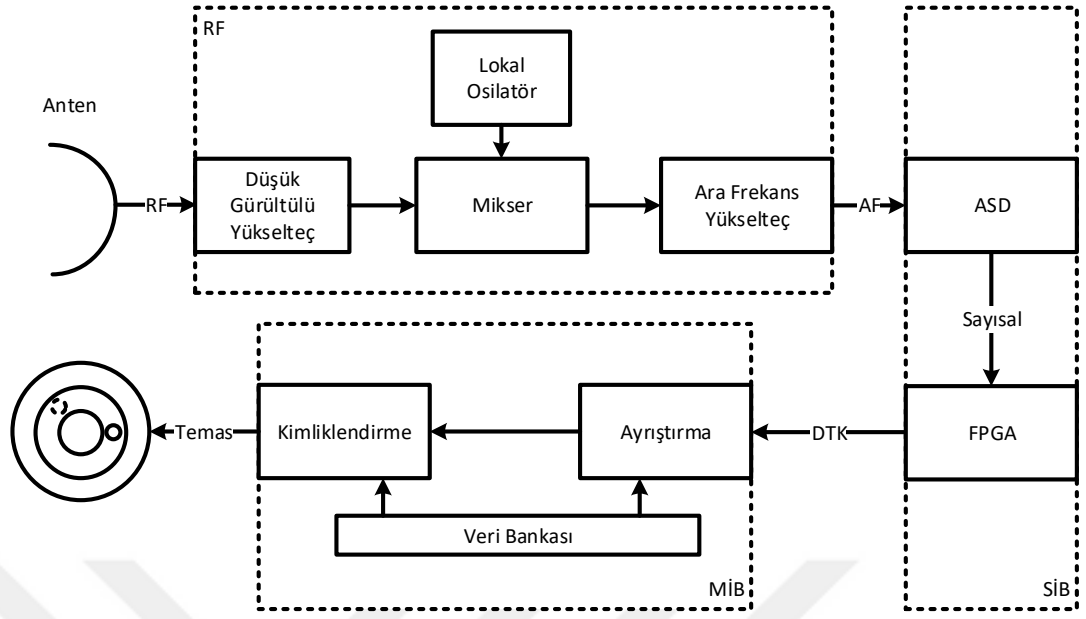 RF
Lokal
Osilatör
Anten
RF
Düşük
Gürültülü
Yükselteç
Mikser
Ara Frekans
Yükselteç
AF
ASD
Sayısal
Temas
Kimliklendirme
Ayrıştırma
DTK
FPGA
Veri Bankası
MİB
SİB